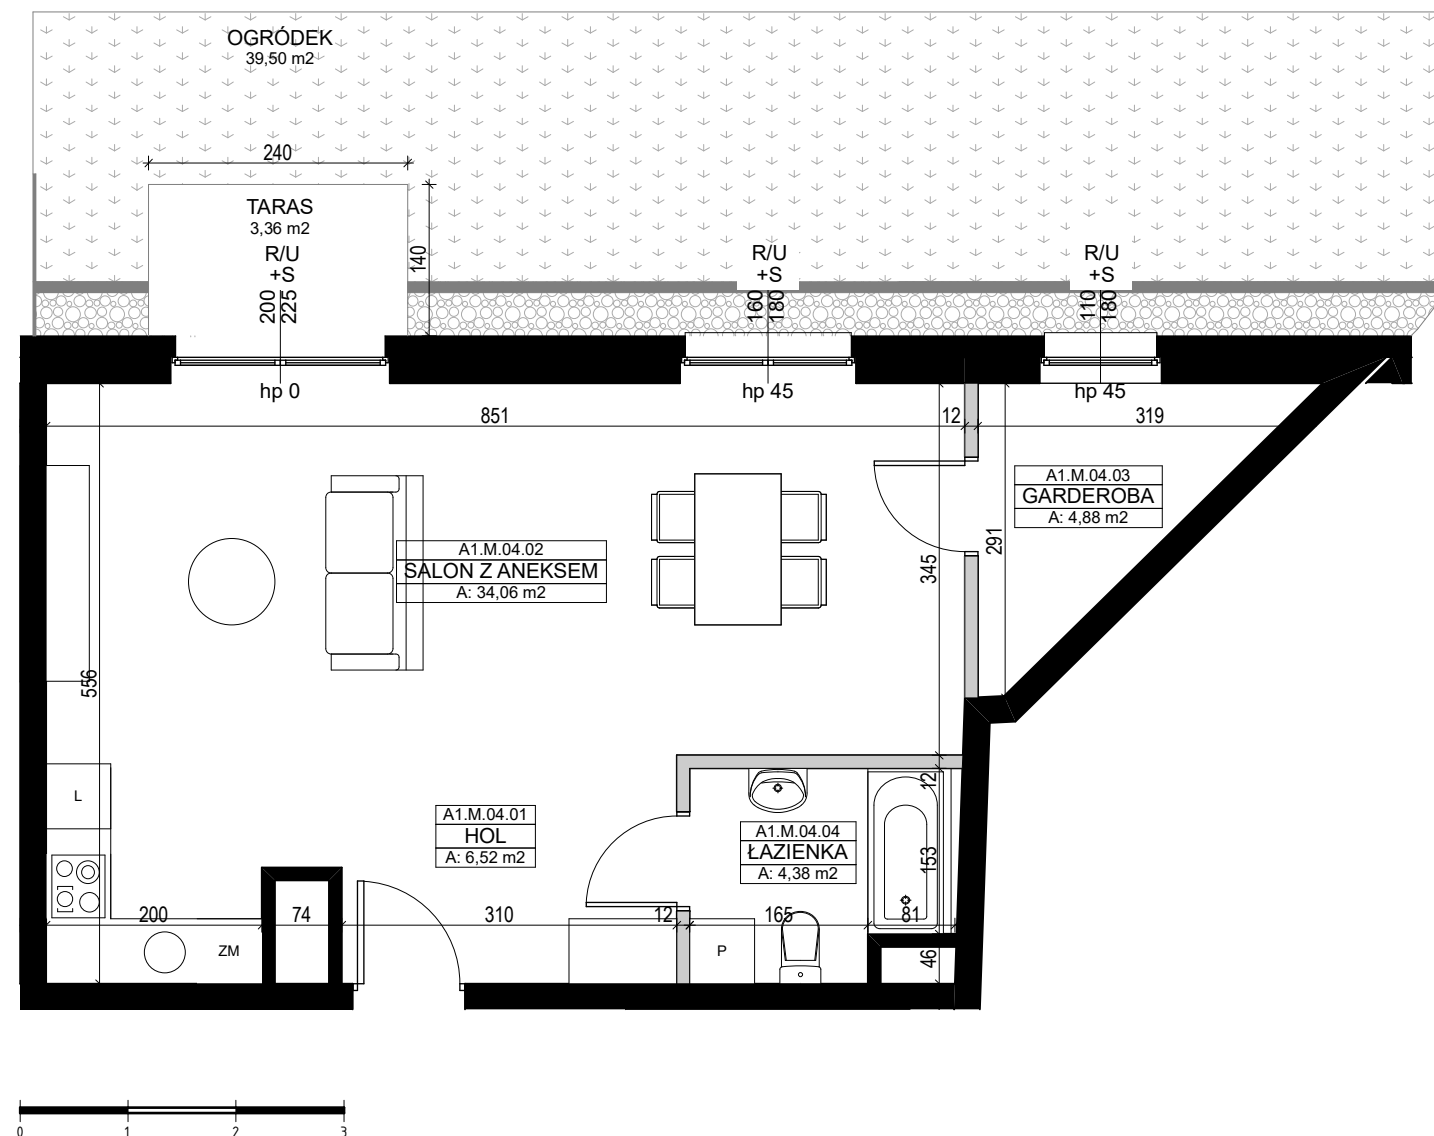 OGRÓDEK
39,50 m2
240
TARAS
3,36 m2
140
R/U
+S
200
225
R/U
+S
160
180
R/U
+S
110
180
hp 0
hp 45
hp 45
851
12
319
A1.M.04.03
GARDEROBA
A: 4,88 m2
A1.M.04.02
SALON Z ANEKSEM
A: 34,06 m2
345
291
556
L
A1.M.04.01
HOL
A: 6,52 m2
A1.M.04.04
ŁAZIENKA
A: 4,38 m2
12
153
200
74
310
12
165
81
ZM
P
46
0
1
2
3